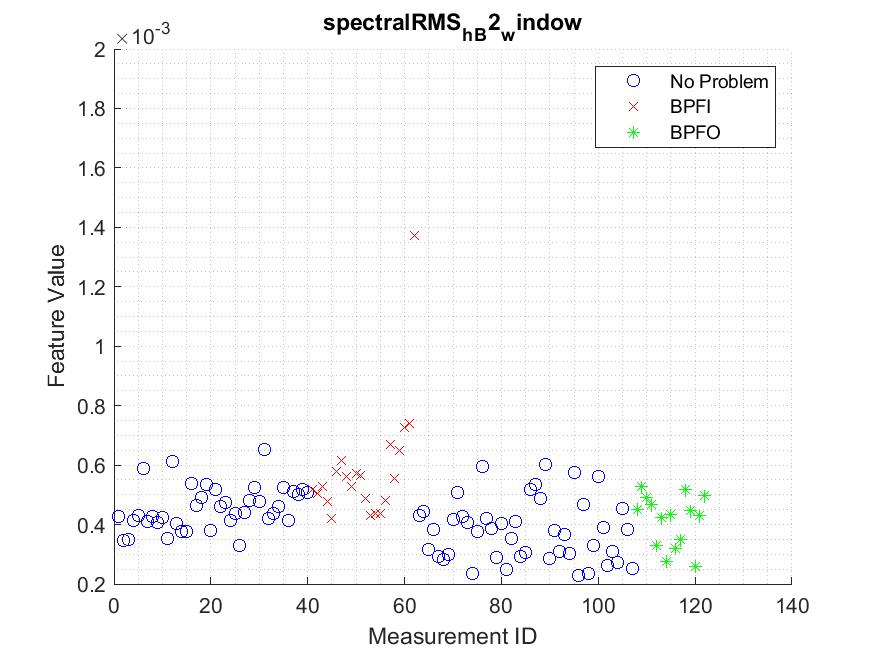 spectralRMS_hB2_window
×10⁻³
2
1.8
1.6
1.4
1.2
1
0.8
0.6
0.4
0.2
Feature Value
No Problem
BPFI
BPFO
0 20 40 60 80 100 120 140
Measurement ID